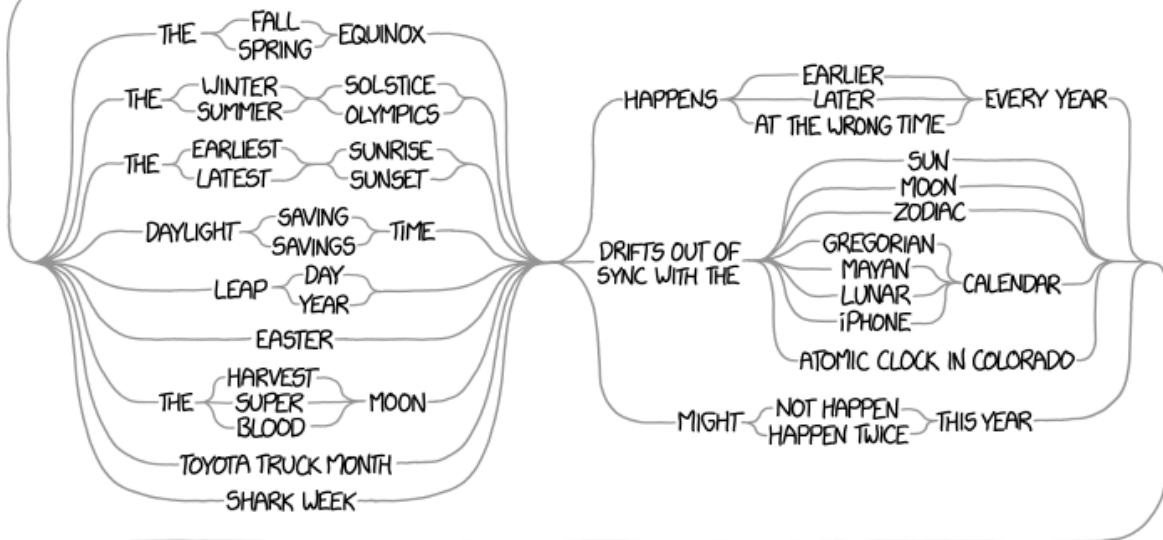 THE FALL SPRING EQUINOX
THE WINTER SUMMER SOLSTICE OLYMPICS
THE EARLIEST LATEST SUNRISE SUNSET
DAYLIGHT SAVING SAVINGS TIME
LEAP DAY YEAR
EASTER
THE HARVEST SUPER BLOOD MOON
TOYOTA TRUCK MONTH
SHARK WEEK
HAPPENS
EARLIER
LATER
AT THE WRONG TIME
EVERY YEAR
DRIFTS OUT OF
SYNC WITH THE
SUN
MOON
ZODIAC
GREGORIAN
MAYAN
LUNAR
iPHONE
CALENDAR
ATOMIC CLOCK IN COLORADO
MIGHT
NOT HAPPEN
HAPPEN TWICE
THIS YEAR